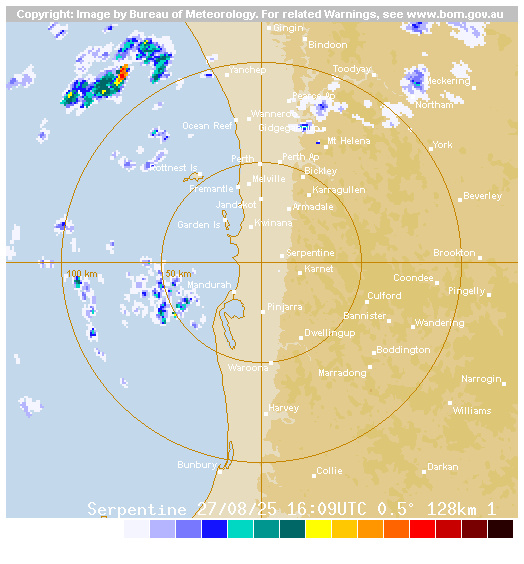 Copyright: Image by Bureau of Meteorology. For related Warnings, see www.bom.gov.au
Gingin
Bindoon
Yanchep
Toodyay
Meckering
Pearce Ap
Northam
Wanneroo
Ocean Reef
Gidgegannup
Mt Helena
York
Perth
Perth Ap
Rottnest Is
Bickley
Melville
Fremantle
Karragullen
Beverley
Jandakot
Armadale
Garden Is
Kwinana
Serpentine
Brookton
100 km
50 km
Karnet
Mandurah
Coondee
Pingelly
Culford
Pinjarra
Bannister
Wandering
Dwellingup
Boddington
Waroona
Marradong
Narrogin
Harvey
Williams
Bunbury
Collie
Darkan
Serpentine 27/08/25 16:09UTC 0.5° 128km 1